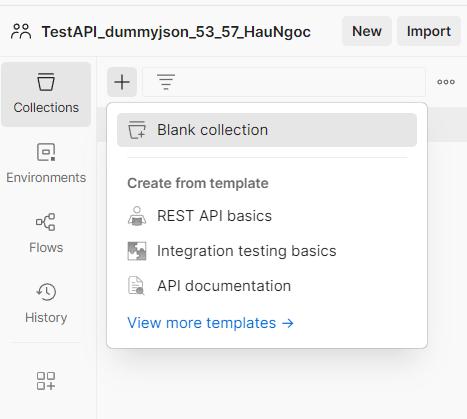 TestAPI_dummyjson_53_57_HauNgoc
New
Import
Collections
Blank collection
Environments
Create from template
REST API basics
Flows
Integration testing basics
API documentation
History
View more templates →